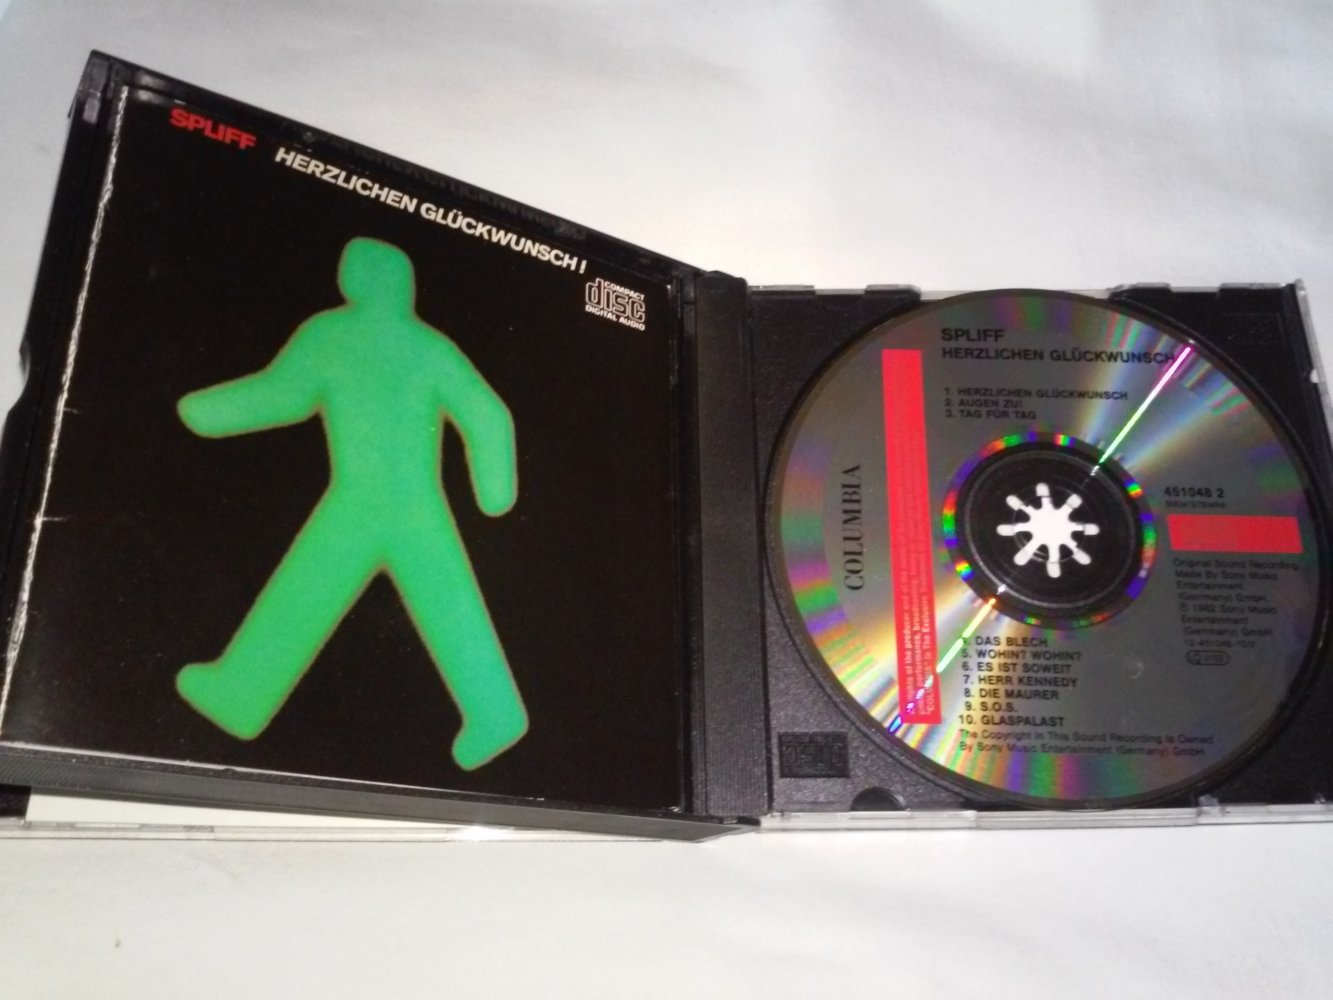 SPLIFF
HERZLICHEN GLÜCKWUNSCH!
COMPACT
disc
DIGITAL AUDIO
SPLIFF
HERZLICHEN GLÜCKWUNSCH
1. HERZLICHEN GLÜCKWUNSCH
2. AUGEN ZU!
3. TAG FÜR TAG
COLUMBIA
451048 2
BIEM/STEMRA
Original Sound Recording
Made By Sony Music
Entertainment
(Germany) GmbH.
1982 Sony Music
Entertainment
(Germany) GmbH.
4. DAS BLECH
5. WOHIN? WOHIN?
6. ES IST SOWEIT
7. HERR KENNEDY
8. DIE MAURER
9. S.O.S.
10. GLASPALAST
The Copyright In This Sound Recording Is Owned
By Sony Music Entertainment (Germany) GmbH